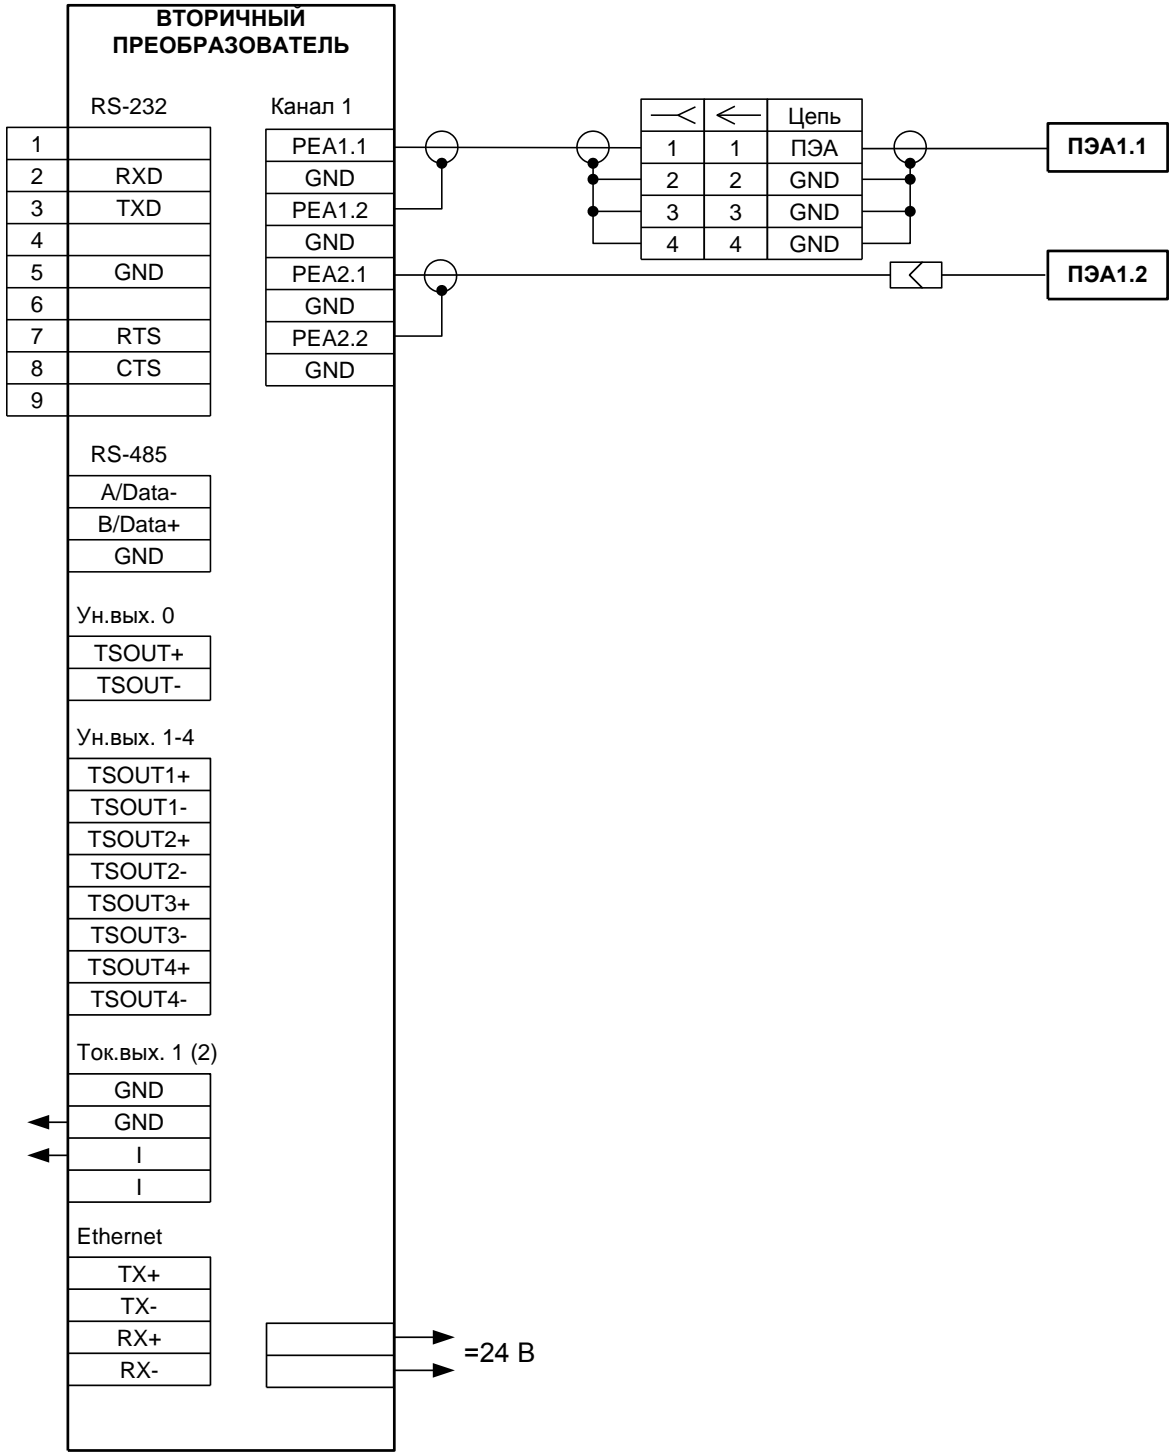 ВТОРИЧНЫЙ
ПРЕОБРАЗОВАТЕЛЬ
RS-232
1
2 RXD
3 TXD
4
5 GND
6
7 RTS
8 CTS
9
Канал 1
PEA1.1
GND
PEA1.2
GND
PEA2.1
GND
PEA2.2
GND
Цепь
1 1 ПЭА
2 2 GND
3 3 GND
4 4 GND
ПЭА1.1
ПЭА1.2
RS-485
A/Data-
B/Data+
GND
Ун.вых. 0
TSOUT+
TSOUT-
Ун.вых. 1-4
TSOUT1+
TSOUT1-
TSOUT2+
TSOUT2-
TSOUT3+
TSOUT3-
TSOUT4+
TSOUT4-
Ток.вых. 1 (2)
GND
GND
I
I
Ethernet
TX+
TX-
RX+
RX-
=24 В